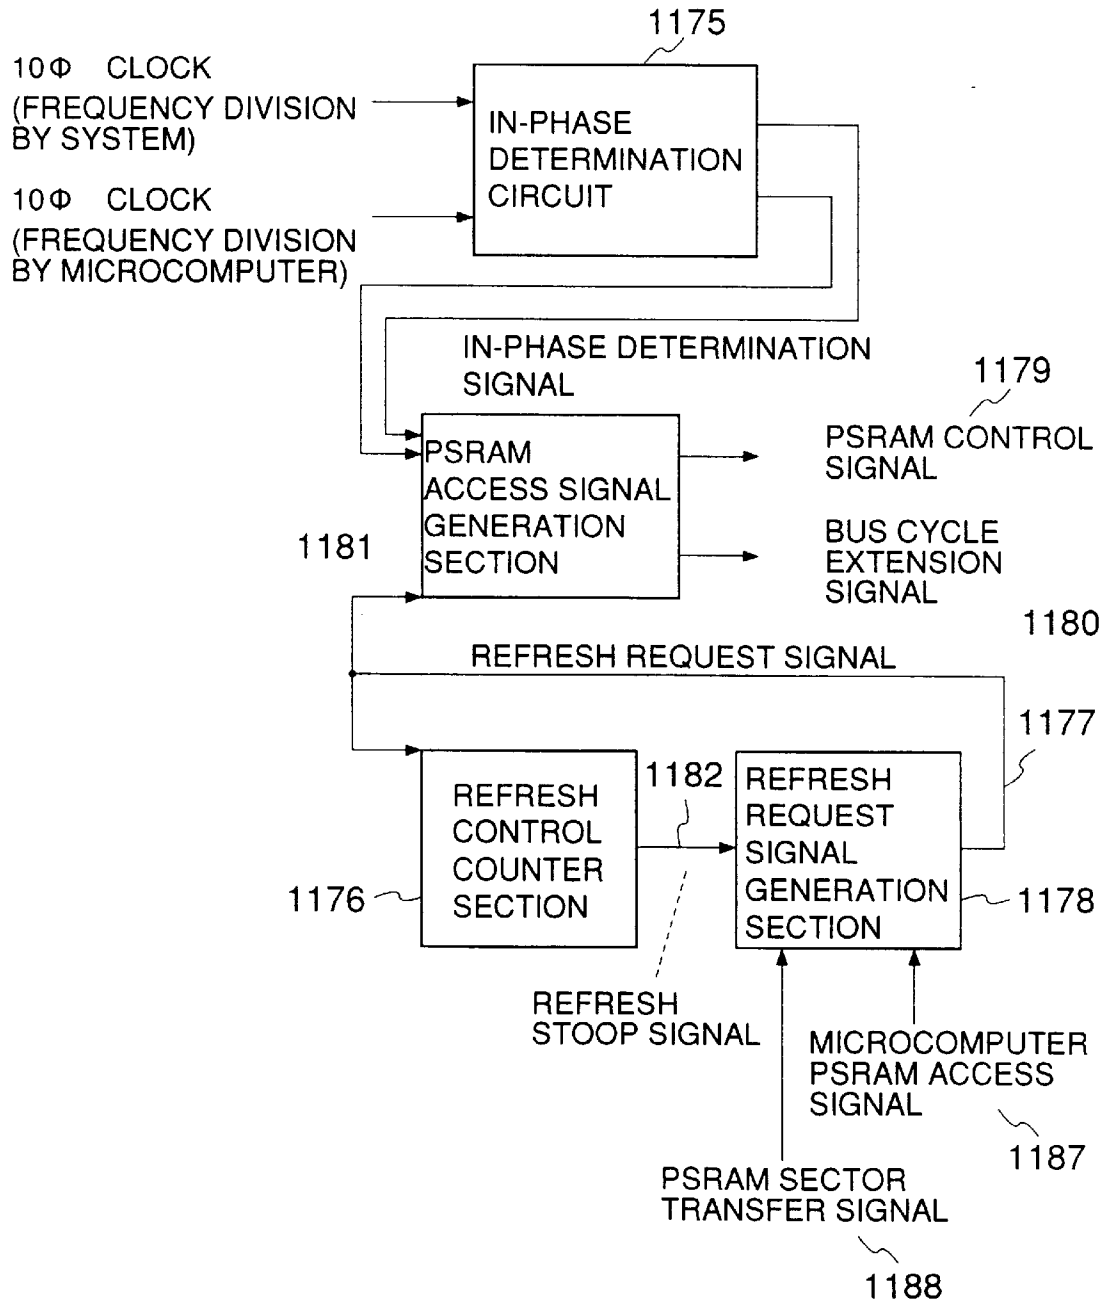 1175
10Φ CLOCK
(FREQUENCY DIVISION
BY SYSTEM)
IN-PHASE
DETERMINATION
CIRCUIT
10Φ CLOCK
(FREQUENCY DIVISION
BY MICROCOMPUTER)
IN-PHASE DETERMINATION
SIGNAL
1179
PSRAM CONTROL
SIGNAL
PSRAM
ACCESS SIGNAL
GENERATION
SECTION
1181
BUS CYCLE
EXTENSION
SIGNAL
1180
REFRESH REQUEST SIGNAL
1177
REFRESH
CONTROL
COUNTER
SECTION
1176
1182
REFRESH
REQUEST
SIGNAL
GENERATION
SECTION
1178
REFRESH
STOOP SIGNAL
MICROCOMPUTER
PSRAM ACCESS
SIGNAL
1187
PSRAM SECTOR
TRANSFER SIGNAL
1188